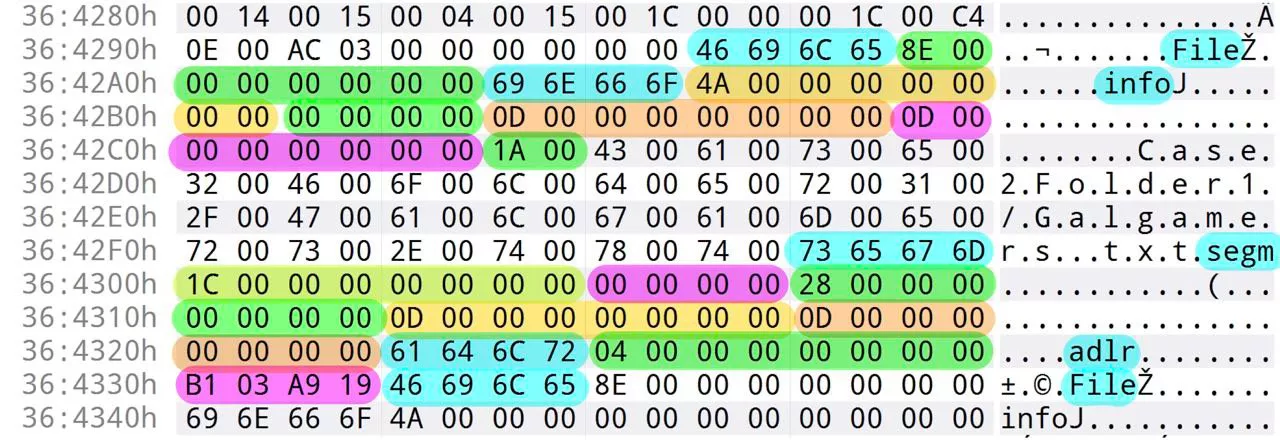 36:4280h 00 14 00 15 00 04 00 15 00 1C 00 00 00 1C 00 C4 ...............Ä
36:4290h 0E 00 AC 03 00 00 00 00 00 00 46 69 6C 65 8E 00 ..¬.......FileŽ.
36:42A0h 00 00 00 00 00 00 69 6E 66 6F 4A 00 00 00 00 00 ......infoJ.....
36:42B0h 00 00 00 00 00 00 0D 00 00 00 00 00 00 00 0D 00 ................
36:42C0h 00 00 00 00 00 00 1A 00 43 00 61 00 73 00 65 00 ........C.a.s.e.
36:42D0h 32 00 46 00 6F 00 6C 00 64 00 65 00 72 00 31 00 2.F.o.l.d.e.r.1.
36:42E0h 2F 00 47 00 61 00 6C 00 67 00 61 00 6D 00 65 00 /.G.a.l.g.a.m.e.
36:42F0h 72 00 73 00 2E 00 74 00 78 00 74 00 73 65 67 6D r.s...t.x.t.segm
36:4300h 1C 00 00 00 00 00 00 00 00 00 00 00 28 00 00 00 ............(...
36:4310h 00 00 00 00 0D 00 00 00 00 00 00 00 0D 00 00 00 ................
36:4320h 00 00 00 00 61 64 6C 72 04 00 00 00 00 00 00 00 ....adlr........
36:4330h B1 03 A9 19 46 69 6C 65 8E 00 00 00 00 00 00 00 ±.©.FileŽ.......
36:4340h 69 6E 66 6F 4A 00 00 00 00 00 00 00 00 00 00 00 infoJ...........